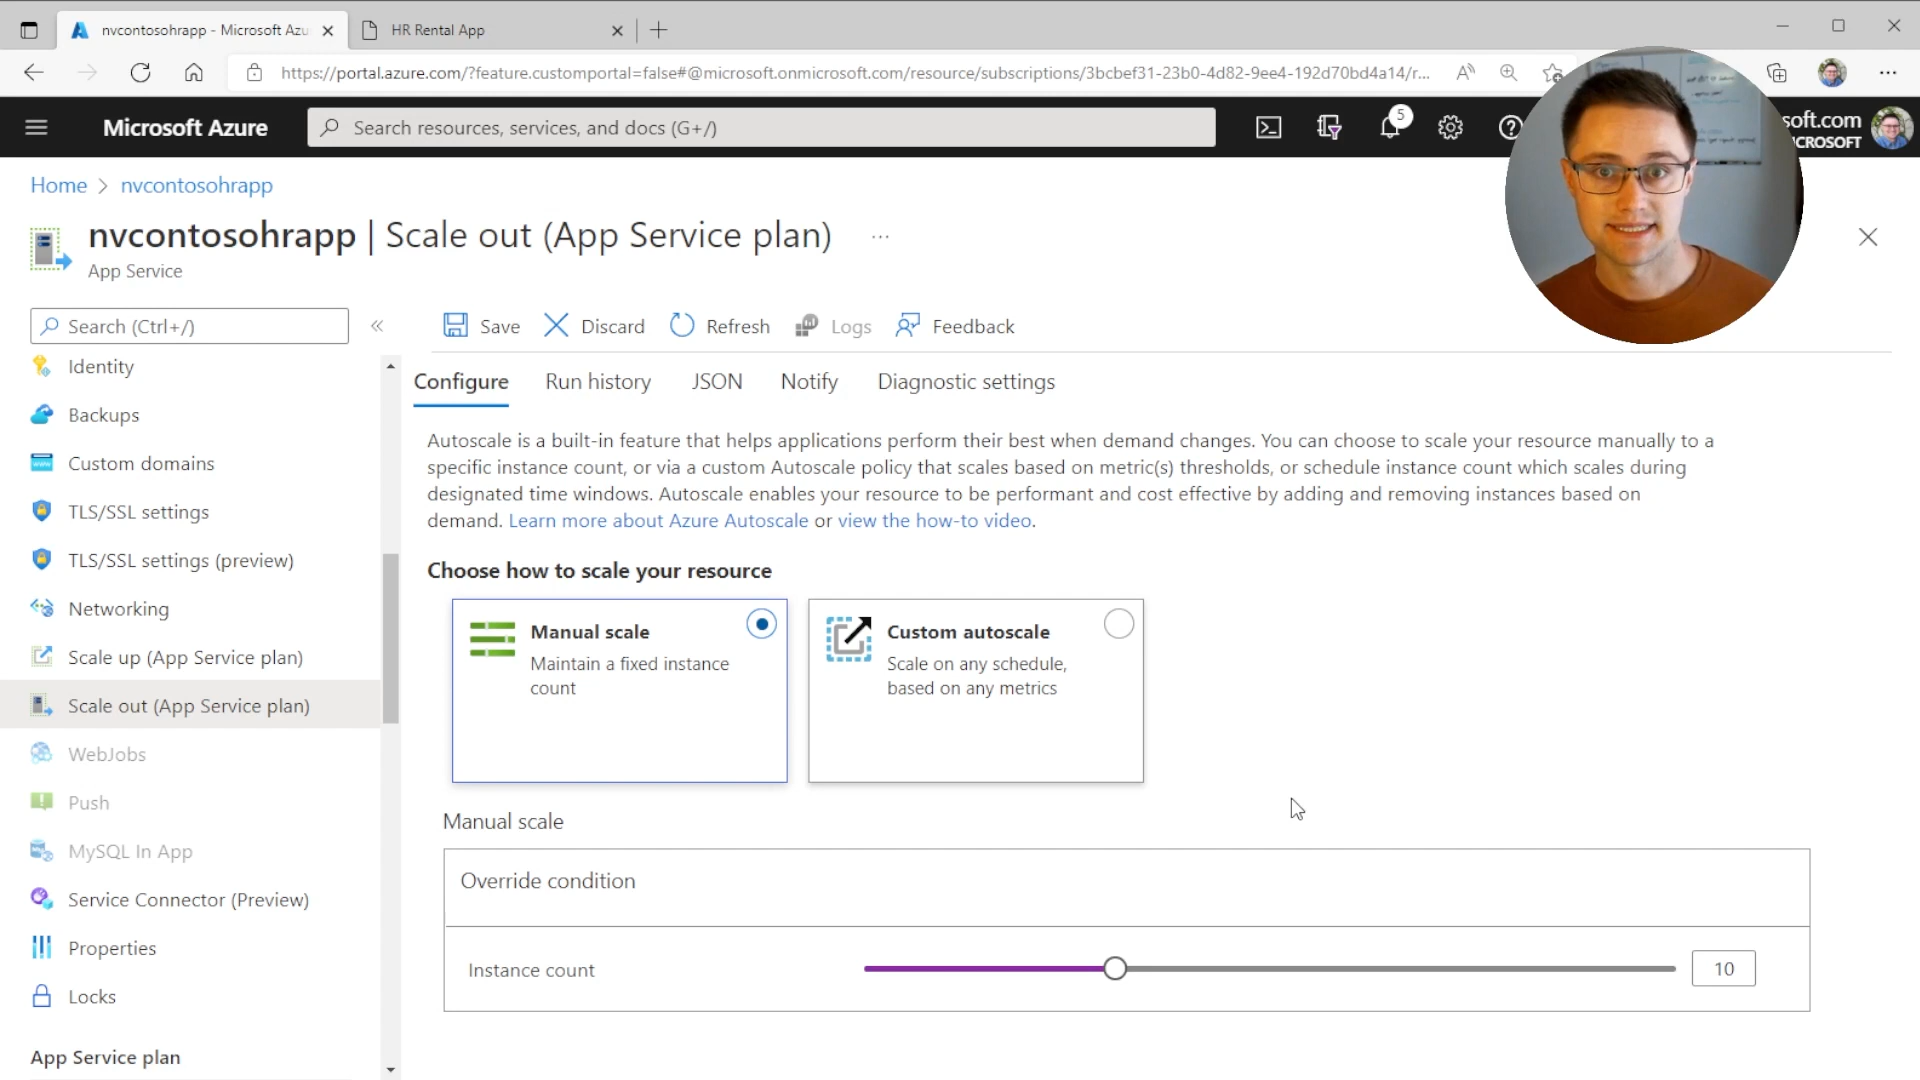 nvcontosohrapp - Microsoft Azu
HR Rental App
https://portal.azure.com/?feature.customportal=false#@microsoft.onmicrosoft.com/resource/subscriptions/3bcbef31-23b0-4d82-9ee4-192d70bd4a14/r...
Microsoft Azure
Search resources, services, and docs (G+/)
5
soft.com
CROSOFT
Home > nvcontosohrapp
nvcontosohrapp | Scale out (App Service plan) ...
App Service
Search (Ctrl+/)
«
Identity
Backups
Custom domains
TLS/SSL settings
TLS/SSL settings (preview)
Networking
Scale up (App Service plan)
Scale out (App Service plan)
WebJobs
Push
MySQL In App
Service Connector (Preview)
Properties
Locks
App Service plan
Save Discard Refresh Logs Feedback
Configure Run history JSON Notify Diagnostic settings
Autoscale is a built-in feature that helps applications perform their best when demand changes. You can choose to scale your resource manually to a
specific instance count, or via a custom Autoscale policy that scales based on metric(s) thresholds, or schedule instance count which scales during
designated time windows. Autoscale enables your resource to be performant and cost effective by adding and removing instances based on
demand. Learn more about Azure Autoscale or view the how-to video.
Choose how to scale your resource
Manual scale
Maintain a fixed instance
count
Custom autoscale
Scale on any schedule,
based on any metrics
Manual scale
Override condition
Instance count
10